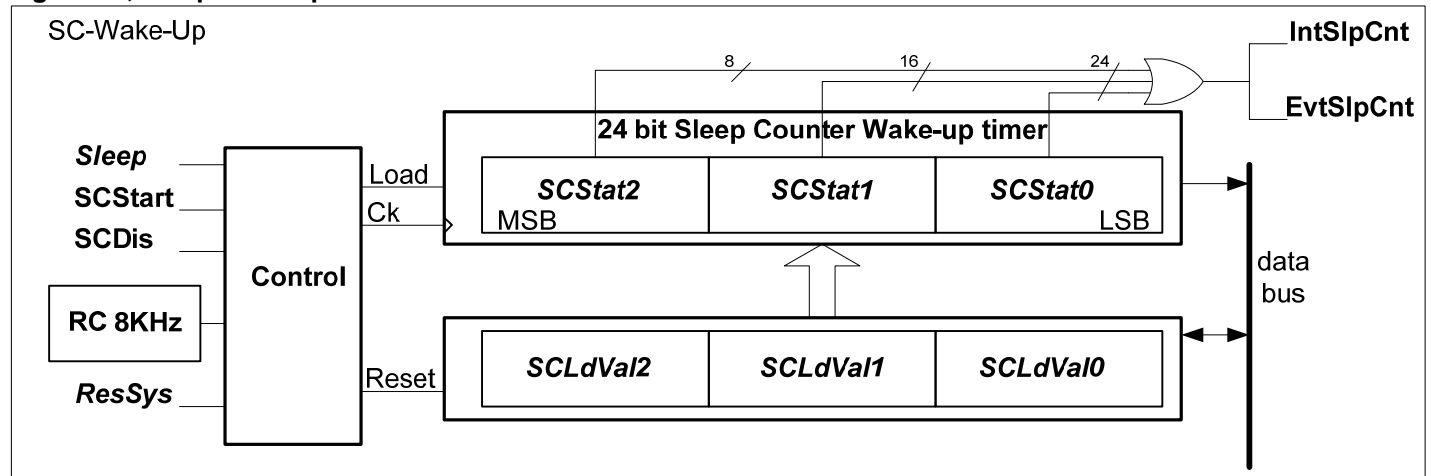 SC-Wake-Up
IntSlpCnt
8
16
24
EvtSlpCnt
24 bit Sleep Counter Wake-up timer
Sleep
SCStart
SCDis
RC 8KHz
ResSys
Control
Load
Ck
Reset
SCStat2
MSB
SCStat1
SCStat0
LSB
SCLdVal2
SCLdVal1
SCLdVal0
data
bus